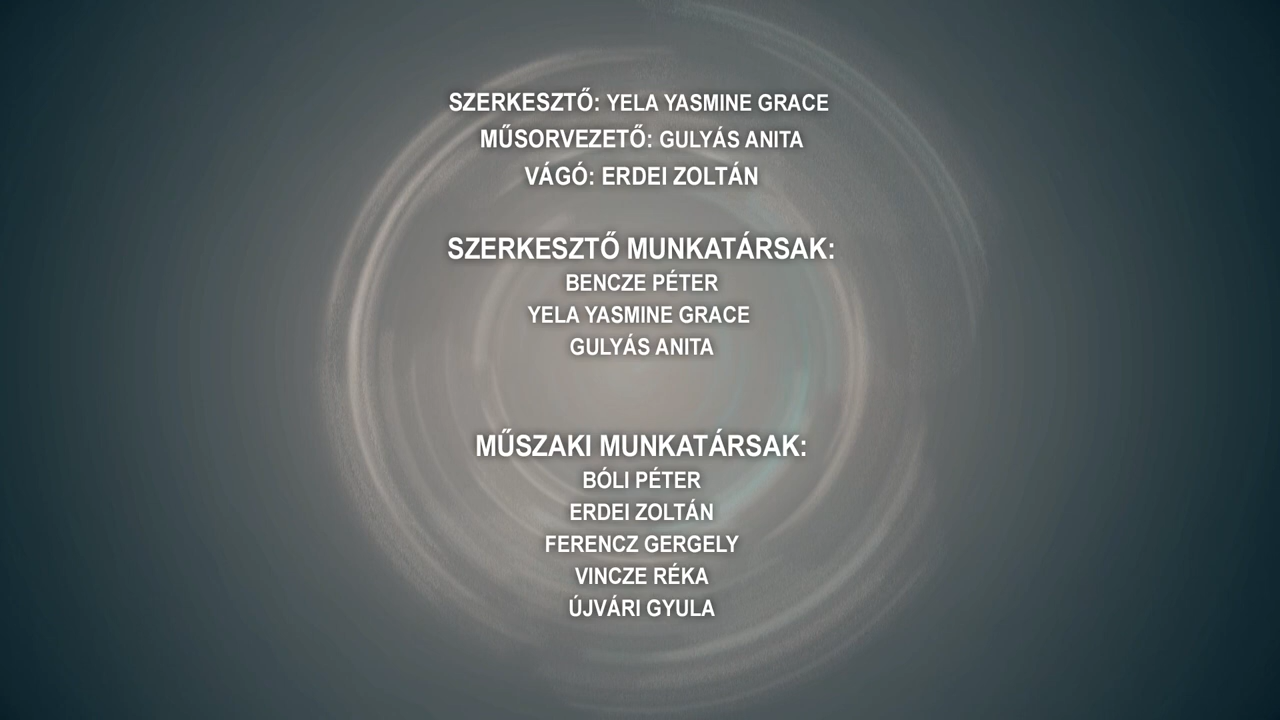 SZERKESZTŐ: YELA YASMINE GRACE
MŰSORVEZETŐ: GULYÁS ANITA
VÁGÓ: ERDEI ZOLTÁN
SZERKESZTŐ MUNKATÁRSAK:
BENCZE PÉTER
YELA YASMINE GRACE
GULYÁS ANITA
MŰSZAKI MUNKATÁRSAK:
BÓLI PÉTER
ERDEI ZOLTÁN
FERENCZ GERGELY
VINCZE RÉKA
ÚJVÁRI GYULA